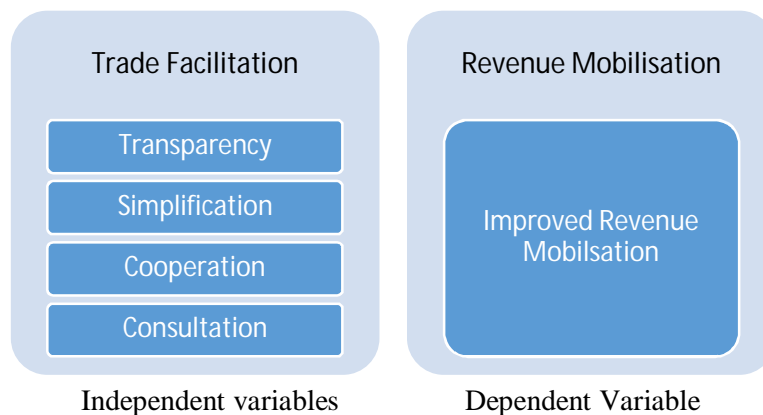 Trade Facilitation
Transparency
Simplification
Cooperation
Consultation
Independent variables
Revenue Mobilisation
Improved Revenue
Mobilsation
Dependent Variable